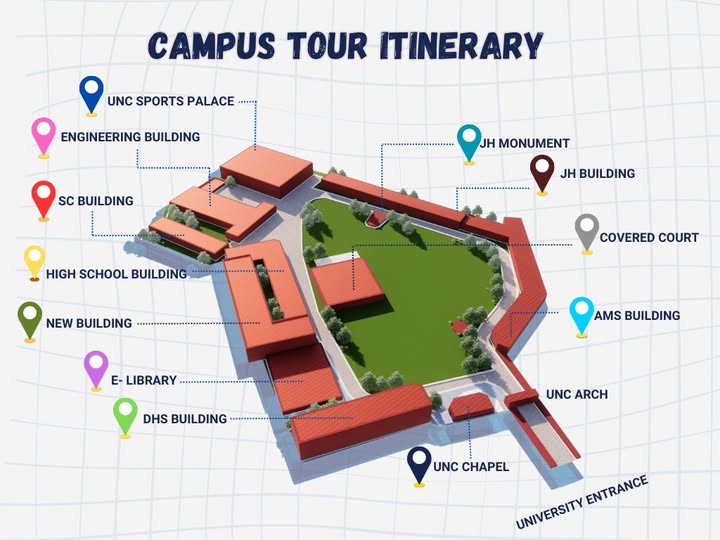 CAMPUS TOUR ITINERARY
UNC SPORTS PALACE
ENGINEERING BUILDING
JH MONUMENT
JH BUILDING
SC BUILDING
COVERED COURT
HIGH SCHOOL BUILDING
NEW BUILDING
AMS BUILDING
E- LIBRARY
UNC ARCH
DHS BUILDING
UNC CHAPEL
UNIVERSITY ENTRANCE